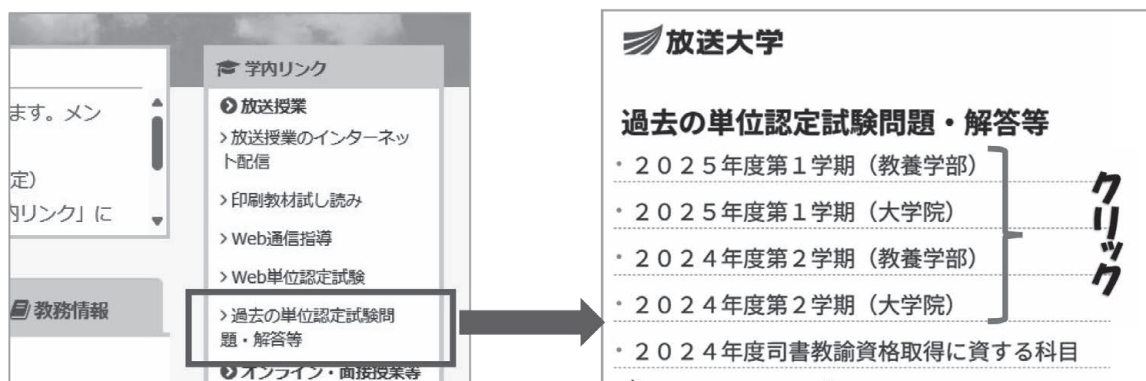 ます。メン
定)
内リンク」に
教務情報
学内リンク
放送授業
>放送授業のインターネッ
ト配信
>印刷教材試し読み
>Web通信指導
>Web単位認定試験
>過去の単位認定試験問
題・解答等
オンライン・面接授業等
放送大学
過去の単位認定試験問題・解答等
・2025年度第1学期(教養学部)
・2025年度第1学期(大学院)
・2024年度第2学期(教養学部)
・2024年度第2学期(大学院)
・2024年度司書教諭資格取得に資する科目
クリック